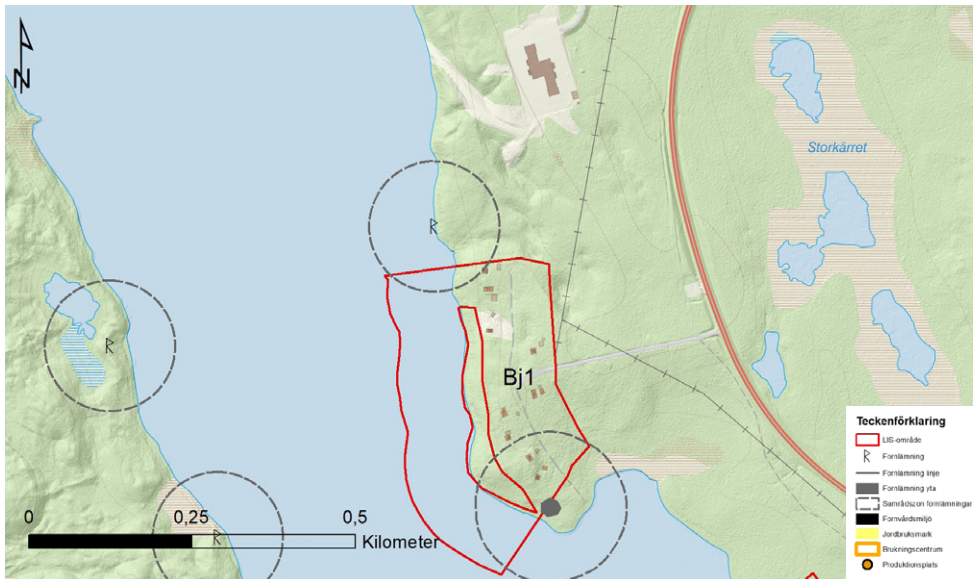 N
Storkärret
R
R
Bj1
R
0
0,25
0,5
Kilometer
Teckenförklaring
LIS-område
R Fornlämning
Fornlämning linje
Fornlämning yta
Samrådszon fornlämningar
Fornvårdsmiljö
Jordbruksmark
Brukningscentrum
Produktionsplats